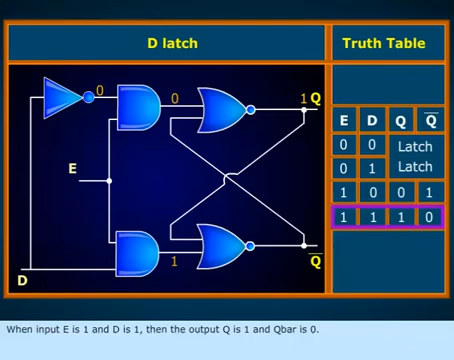 D latch
Truth Table
0
0
1 Q
E
1
D
Q̅
E D Q Q̅
0 0 Latch
0 1 Latch
1 0 0 1
1 1 1 0
When input E is 1 and D is 1, then the output Q is 1 and Qbar is 0.